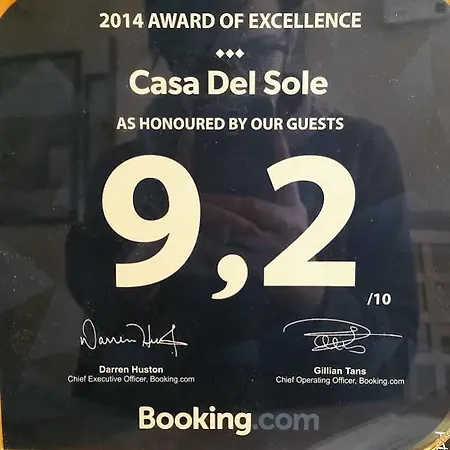 2014 AWARD OF EXCELLENCE
Casa Del Sole
AS HONOURED BY OUR GUESTS
9,2
/10
Darren Huston
Chief Executive Officer, Booking.com
Gillian Tans
Chief Operating Officer, Booking.com
Booking.com